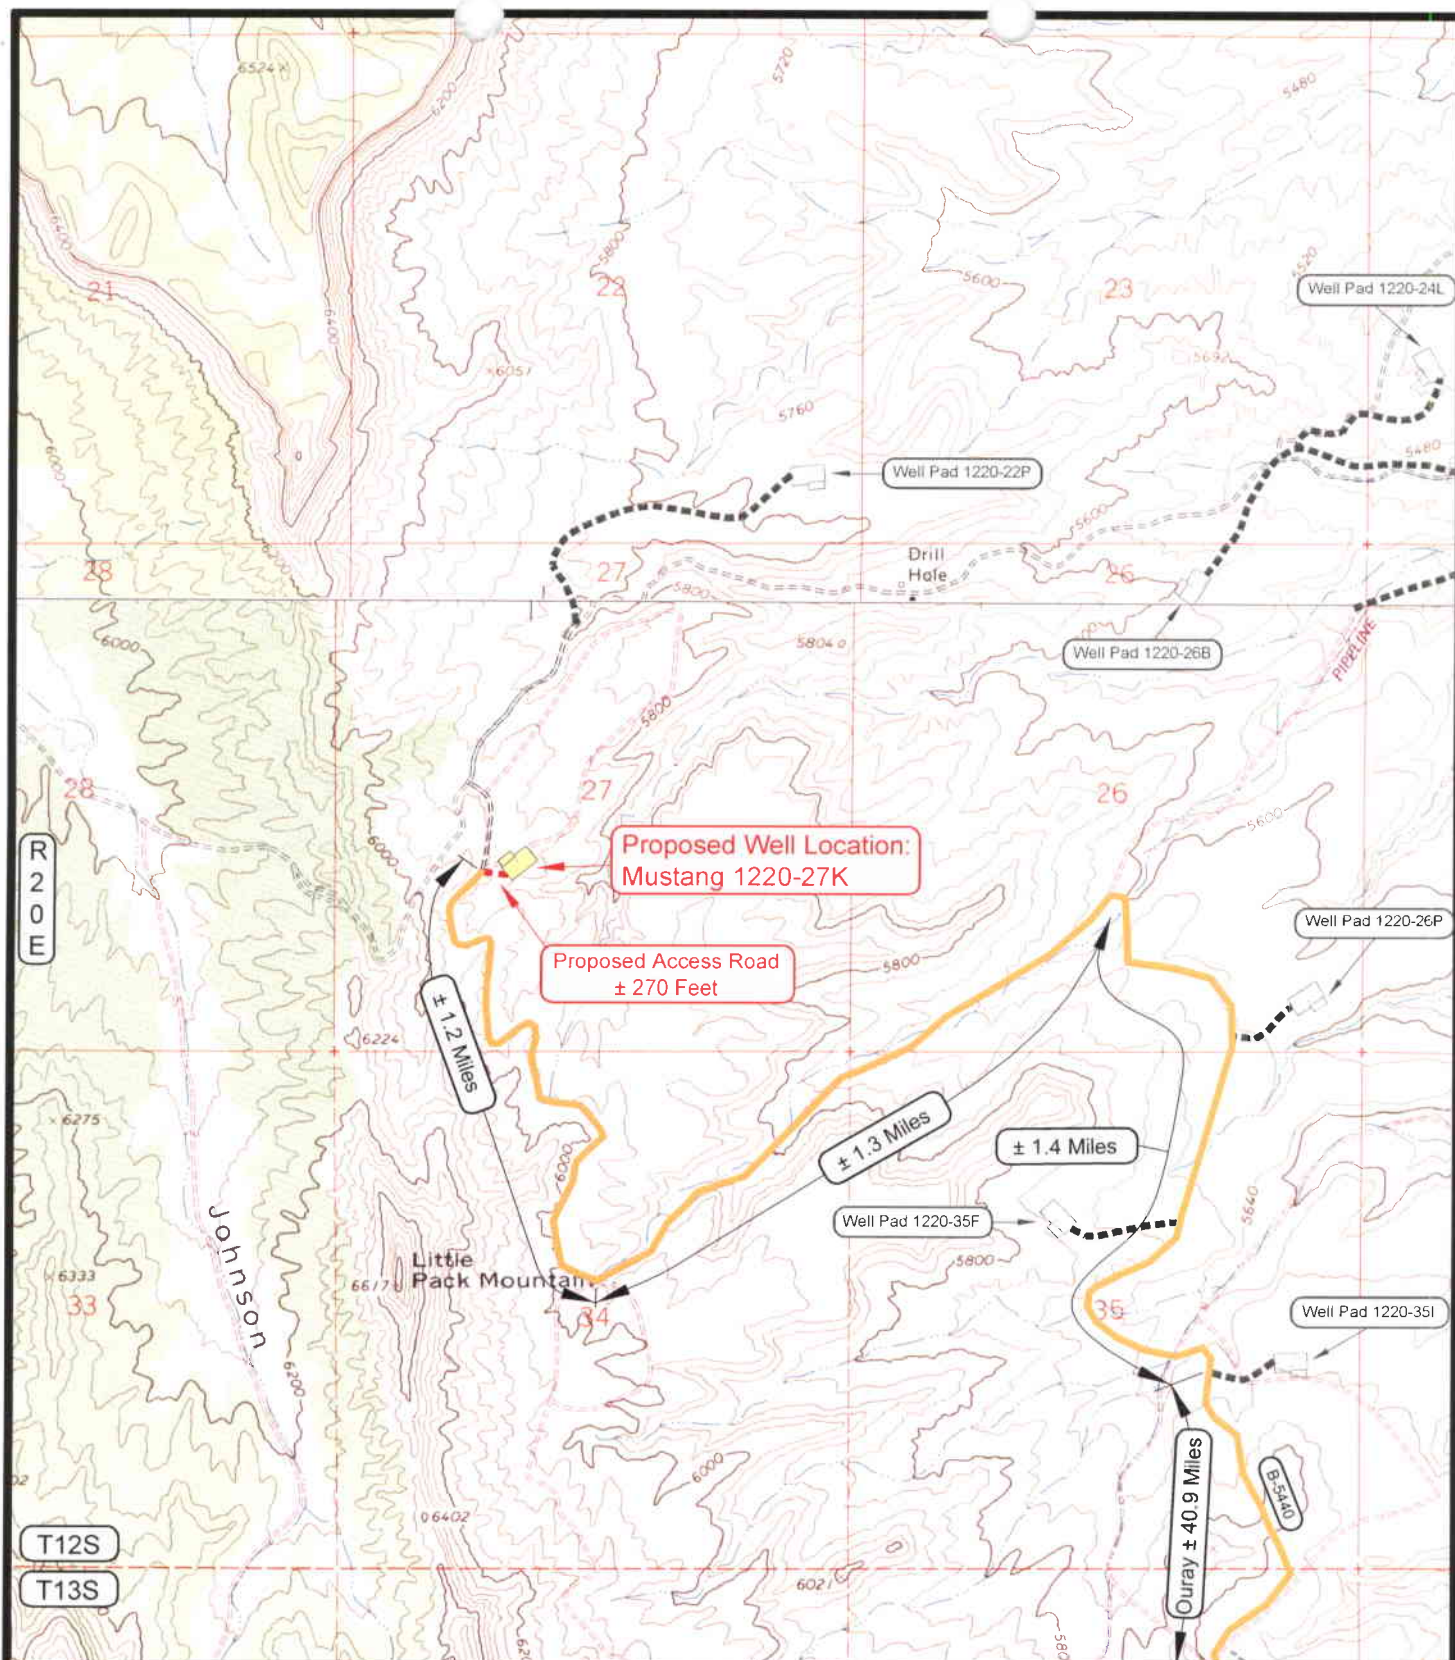 6524
6200
5720
5480
6400
21
5800
22
5600
23
5520
Well Pad 1220-24L
6400
6051
5692
5760
6000
Well Pad 1220-22P
5480
5600
6200
28
27
Drill
Hole
26
5800
6000
5804
Well Pad 1220-26B
PIPELINE
5800
28
27
26
5600
R
2
0
E
6000
Proposed Well Location:
Mustang 1220-27K
Well Pad 1220-26P
Proposed Access Road
± 270 Feet
5800
± 1.2 Miles
6224
6275
± 1.3 Miles
± 1.4 Miles
6000
5640
Well Pad 1220-35F
Johnson
Little
Pack Mountain
6617
5800
6333
33
34
35
Well Pad 1220-35I
6200
6000
Ouray ± 40.9 Miles
B-5440
6402
T12S
T13S
6021